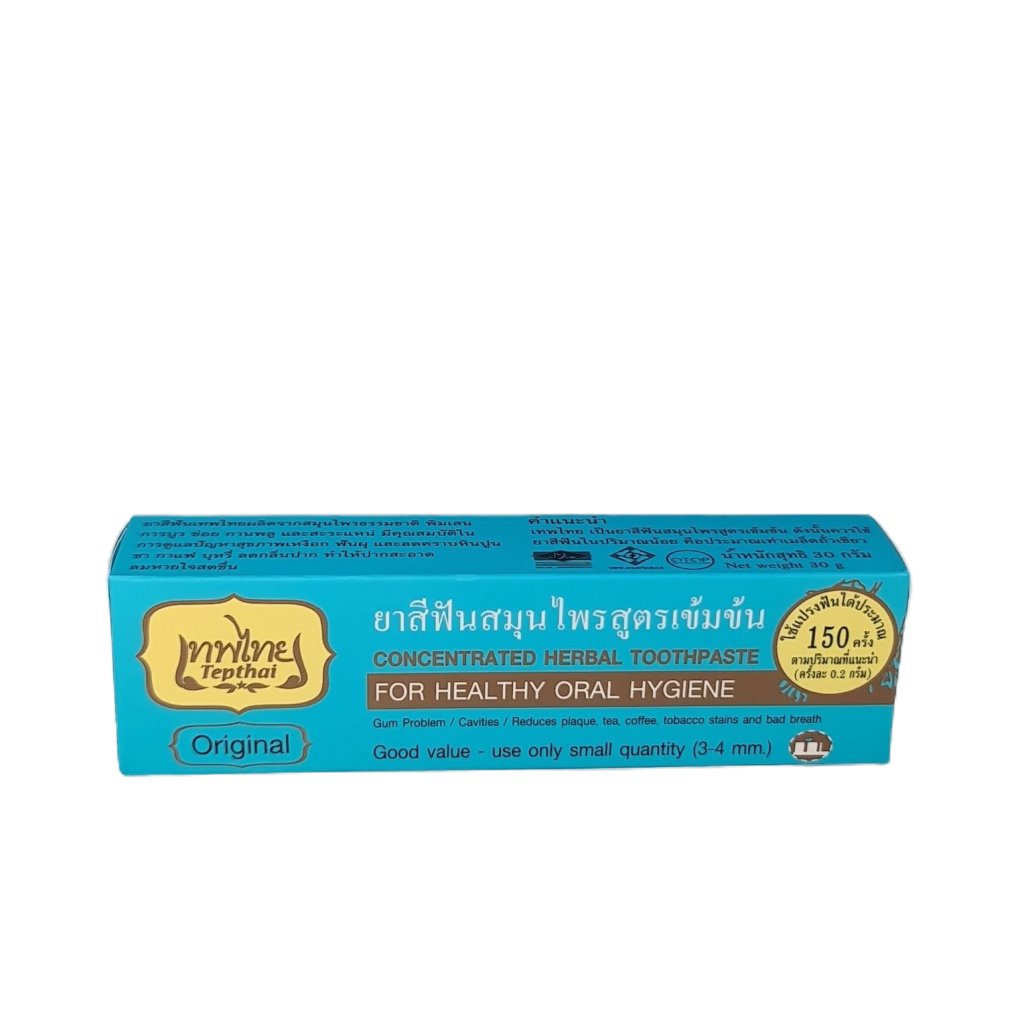 ยาสีฟันเทพไทยผลิตจากสมุนไพรธรรมชาติ พิมเสน
การบูร ข่อย กานพลู และสะระแหน่ มีคุณสมบัติใน
การดูแลปัญหาสุขภาพเหงือก ฟันผุ และลดคราบหินปูน
ชา กาแฟ บุหรี่ ลดกลิ่นปาก ทำให้ปากสะอาด
ลมหายใจสดชื่น
คำแนะนำ
เทพไทย เป็นยาสีฟันสมุนไพรสูตรเข้มข้น ดังนั้นควรใช้
ยาสีฟันในปริมาณน้อย คือประมาณเท่าเมล็ดถั่วเขียว
น้ำหนักสุทธิ 30 กรัม
Net weight 30 g
เทพไทย
Tepthai
Original
ยาสีฟันสมุนไพรสูตรเข้มข้น
CONCENTRATED HERBAL TOOTHPASTE
FOR HEALTHY ORAL HYGIENE
Gum Problem / Cavities / Reduces plaque, tea, coffee, tobacco stains and bad breath
Good value - use only small quantity (3-4 mm.)
ใช้แปรงฟันได้ประมาณ
150 ครั้ง
ตามปริมาณที่แนะนำ
(ครั้งละ 0.2 กรัม)